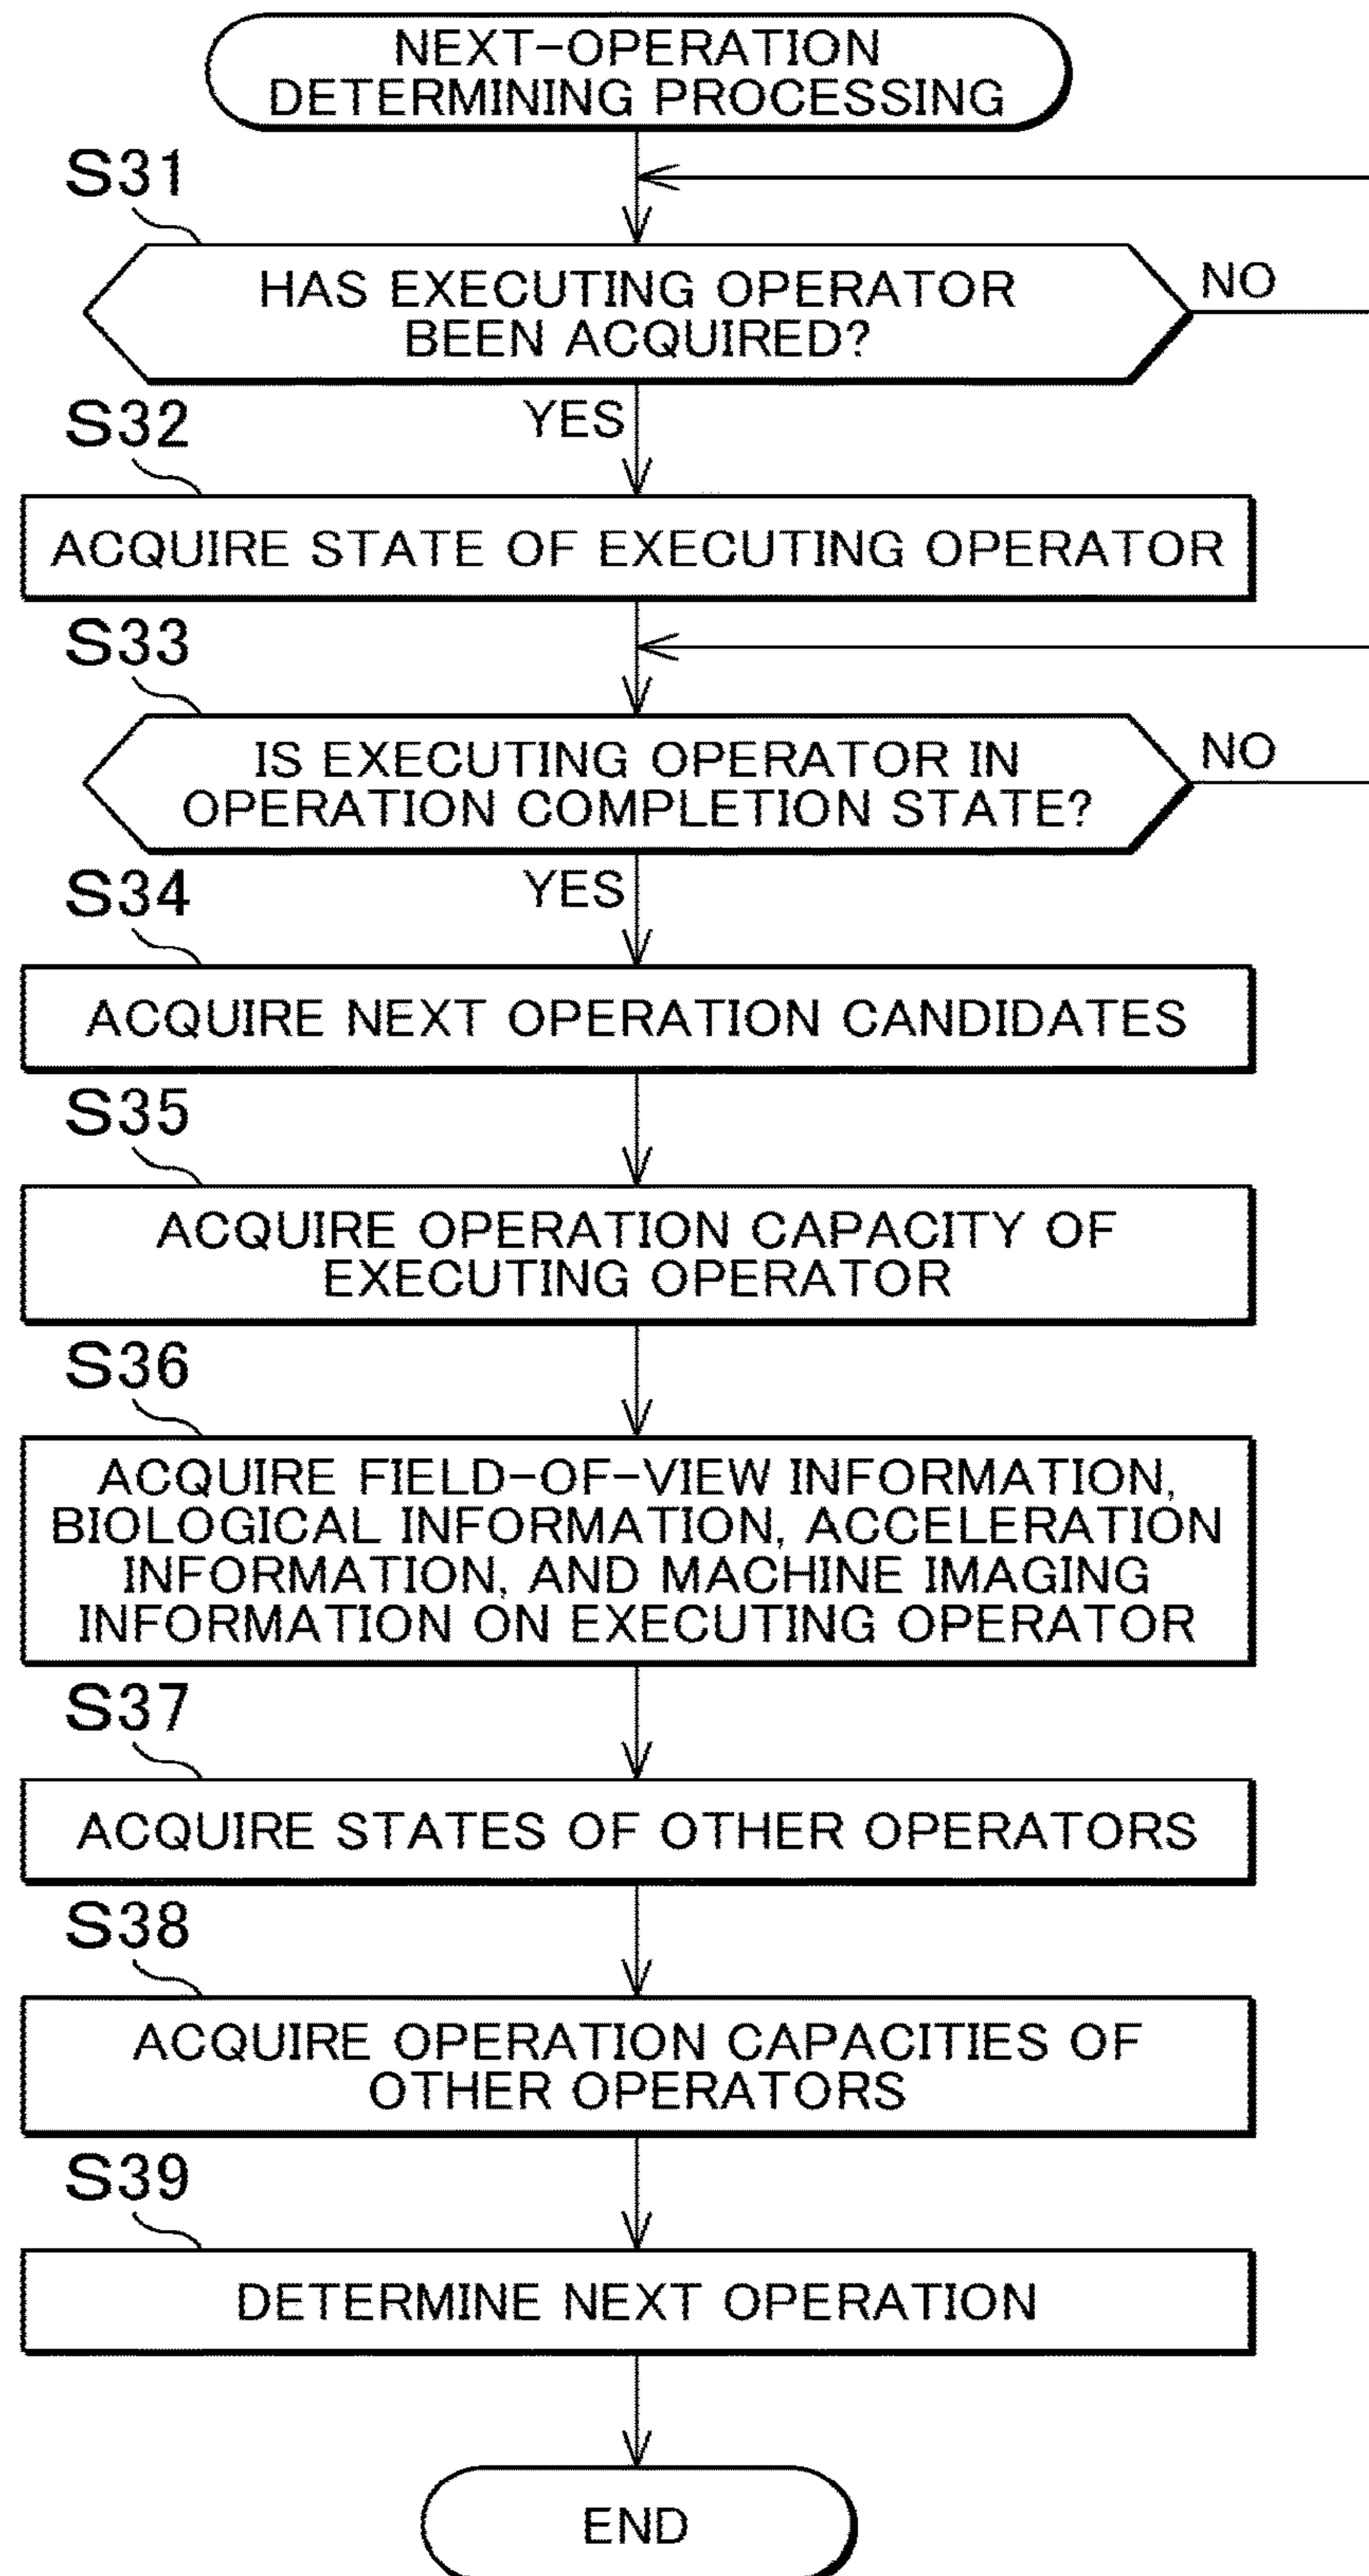 NEXT-OPERATION
DETERMINING PROCESSING
S31
HAS EXECUTING OPERATOR
BEEN ACQUIRED?
NO
YES
S32
ACQUIRE STATE OF EXECUTING OPERATOR
S33
IS EXECUTING OPERATOR IN
OPERATION COMPLETION STATE?
NO
YES
S34
ACQUIRE NEXT OPERATION CANDIDATES
S35
ACQUIRE OPERATION CAPACITY OF
EXECUTING OPERATOR
S36
ACQUIRE FIELD-OF-VIEW INFORMATION,
BIOLOGICAL INFORMATION, ACCELERATION
INFORMATION, AND MACHINE IMAGING
INFORMATION ON EXECUTING OPERATOR
S37
ACQUIRE STATES OF OTHER OPERATORS
S38
ACQUIRE OPERATION CAPACITIES OF
OTHER OPERATORS
S39
DETERMINE NEXT OPERATION
END